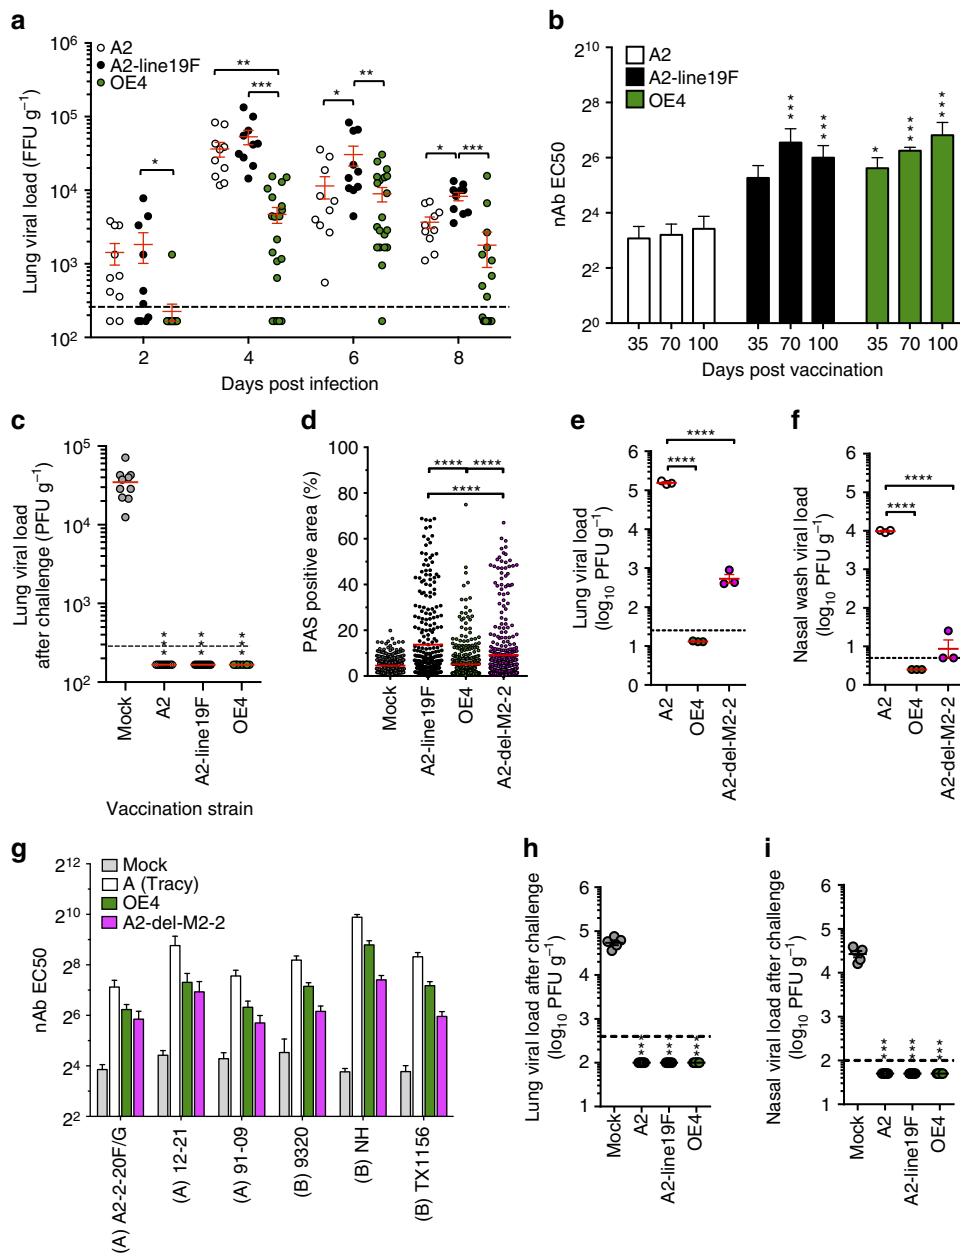 a
Lung viral load (FFU g⁻¹)
10⁶
10⁵
10⁴
10³
10²
A2
A2-line19F
OE4
*
**
***
*
**
*
***
2 4 6 8
Days post infection
b
nAb EC50
2¹⁰
2⁸
2⁶
2⁴
2²
2⁰
A2
A2-line19F
OE4
***
***
*
***
***
35 70 100 35 70 100 35 70 100
Days post vaccination
c
Lung viral load
after challenge (PFU g⁻¹)
10⁵
10⁴
10³
10²
***
***
***
Mock
A2
A2-line19F
OE4
Vaccination strain
d
PAS positive area (%)
100
80
60
40
20
0
****
****
****
Mock
A2-line19F
OE4
A2-del-M2-2
e
Lung viral load
(log₁₀ PFU g⁻¹)
6
5
4
3
2
1
0
****
****
A2
OE4
A2-del-M2-2
f
Nasal wash viral load
(log₁₀ PFU g⁻¹)
6
5
4
3
2
1
0
****
****
A2
OE4
A2-del-M2-2
g
nAb EC50
2¹²
2¹⁰
2⁸
2⁶
2⁴
2²
Mock
A (Tracy)
OE4
A2-del-M2-2
(A) A2-2-20F/G
(A) 12-21
(A) 91-09
(B) 9320
(B) NH
(B) TX1156
h
Lung viral load after challenge
(log₁₀ PFU g⁻¹)
6
5
4
3
2
1
***
***
***
Mock
A2
A2-line19F
OE4
i
Nasal viral load after challenge
(log₁₀ PFU g⁻¹)
6
5
4
3
2
1
***
***
***
Mock
A2
A2-line19F
OE4